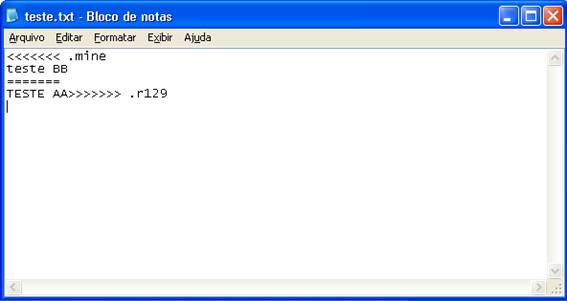 teste.txt - Bloco de notas
Arquivo Editar Formatar Exibir Ajuda
<<<<<<< .mine
teste BB
=======
TESTE AA>>>>>>> .r129